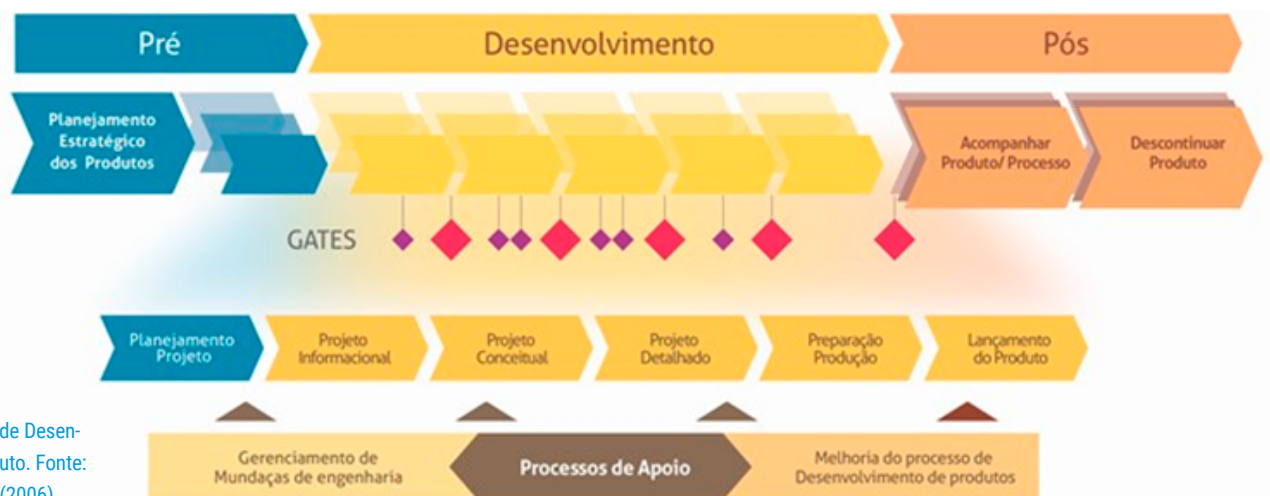 Pré
Desenvolvimento
Pós
Planejamento
Estratégico
dos Produtos
Acompanhar
Produto/ Processo
Descontinuar
Produto
GATES
Planejamento
Projeto
Projeto
Informacional
Projeto
Conceitual
Projeto
Detalhado
Preparação
Produção
Lançamento
do Produto
de Desen-
uto. Fonte:
(2006)
Gerenciamento de
Mundaças de engenharia
Processos de Apoio
Melhoria do processo de
Desenvolvimento de produtos